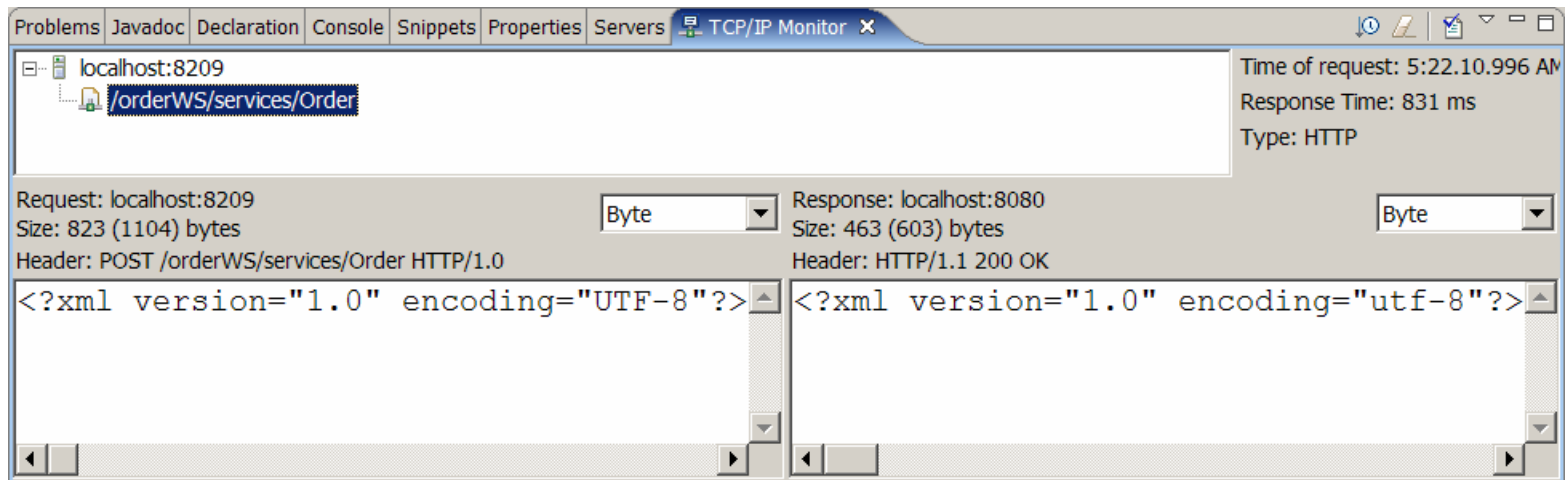 Problems Javadoc Declaration Console Snippets Properties Servers TCP/IP Monitor
localhost:8209
/orderWS/services/Order
Time of request: 5:22.10.996 AM
Response Time: 831 ms
Type: HTTP
Request: localhost:8209
Size: 823 (1104) bytes
Header: POST /orderWS/services/Order HTTP/1.0
Byte
Response: localhost:8080
Size: 463 (603) bytes
Header: HTTP/1.1 200 OK
Byte
<?xml version="1.0" encoding="UTF-8"?>
<?xml version="1.0" encoding="utf-8"?>